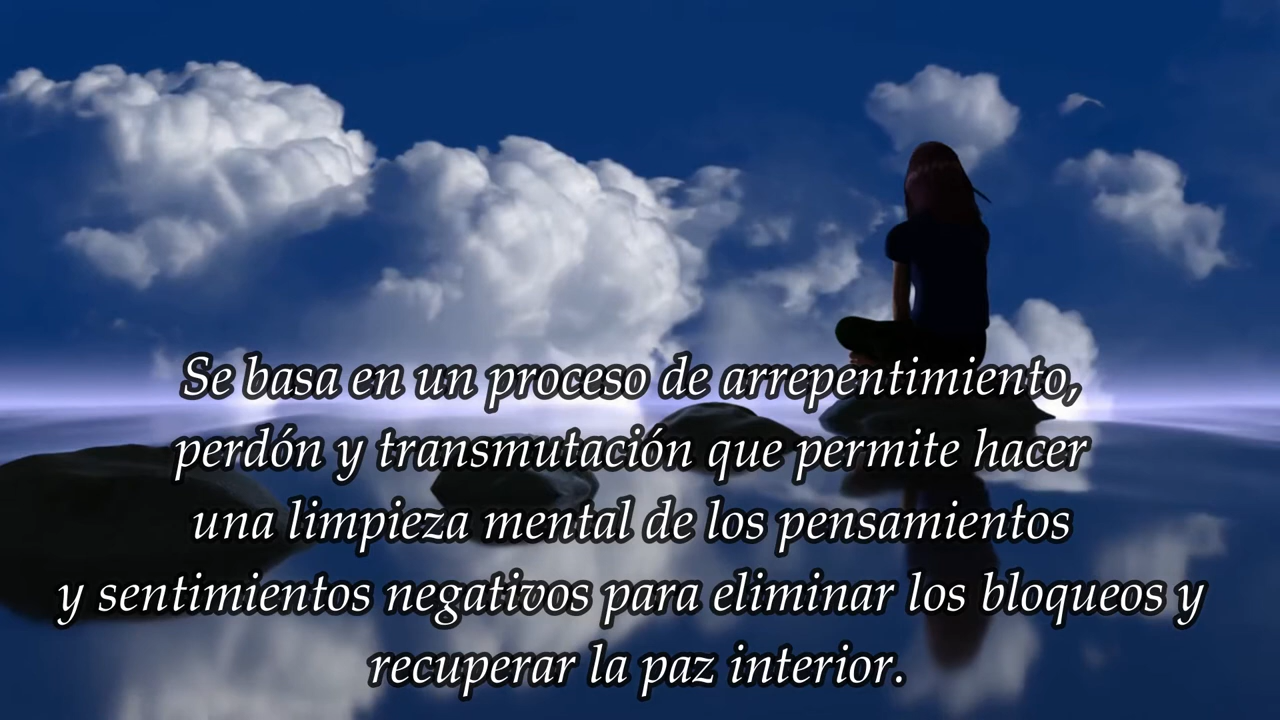 Se basa en un proceso de arrepentimiento,
perdón y transmutación que permite hacer
una limpieza mental de los pensamientos
y sentimientos negativos para eliminar los bloqueos y
recuperar la paz interior.